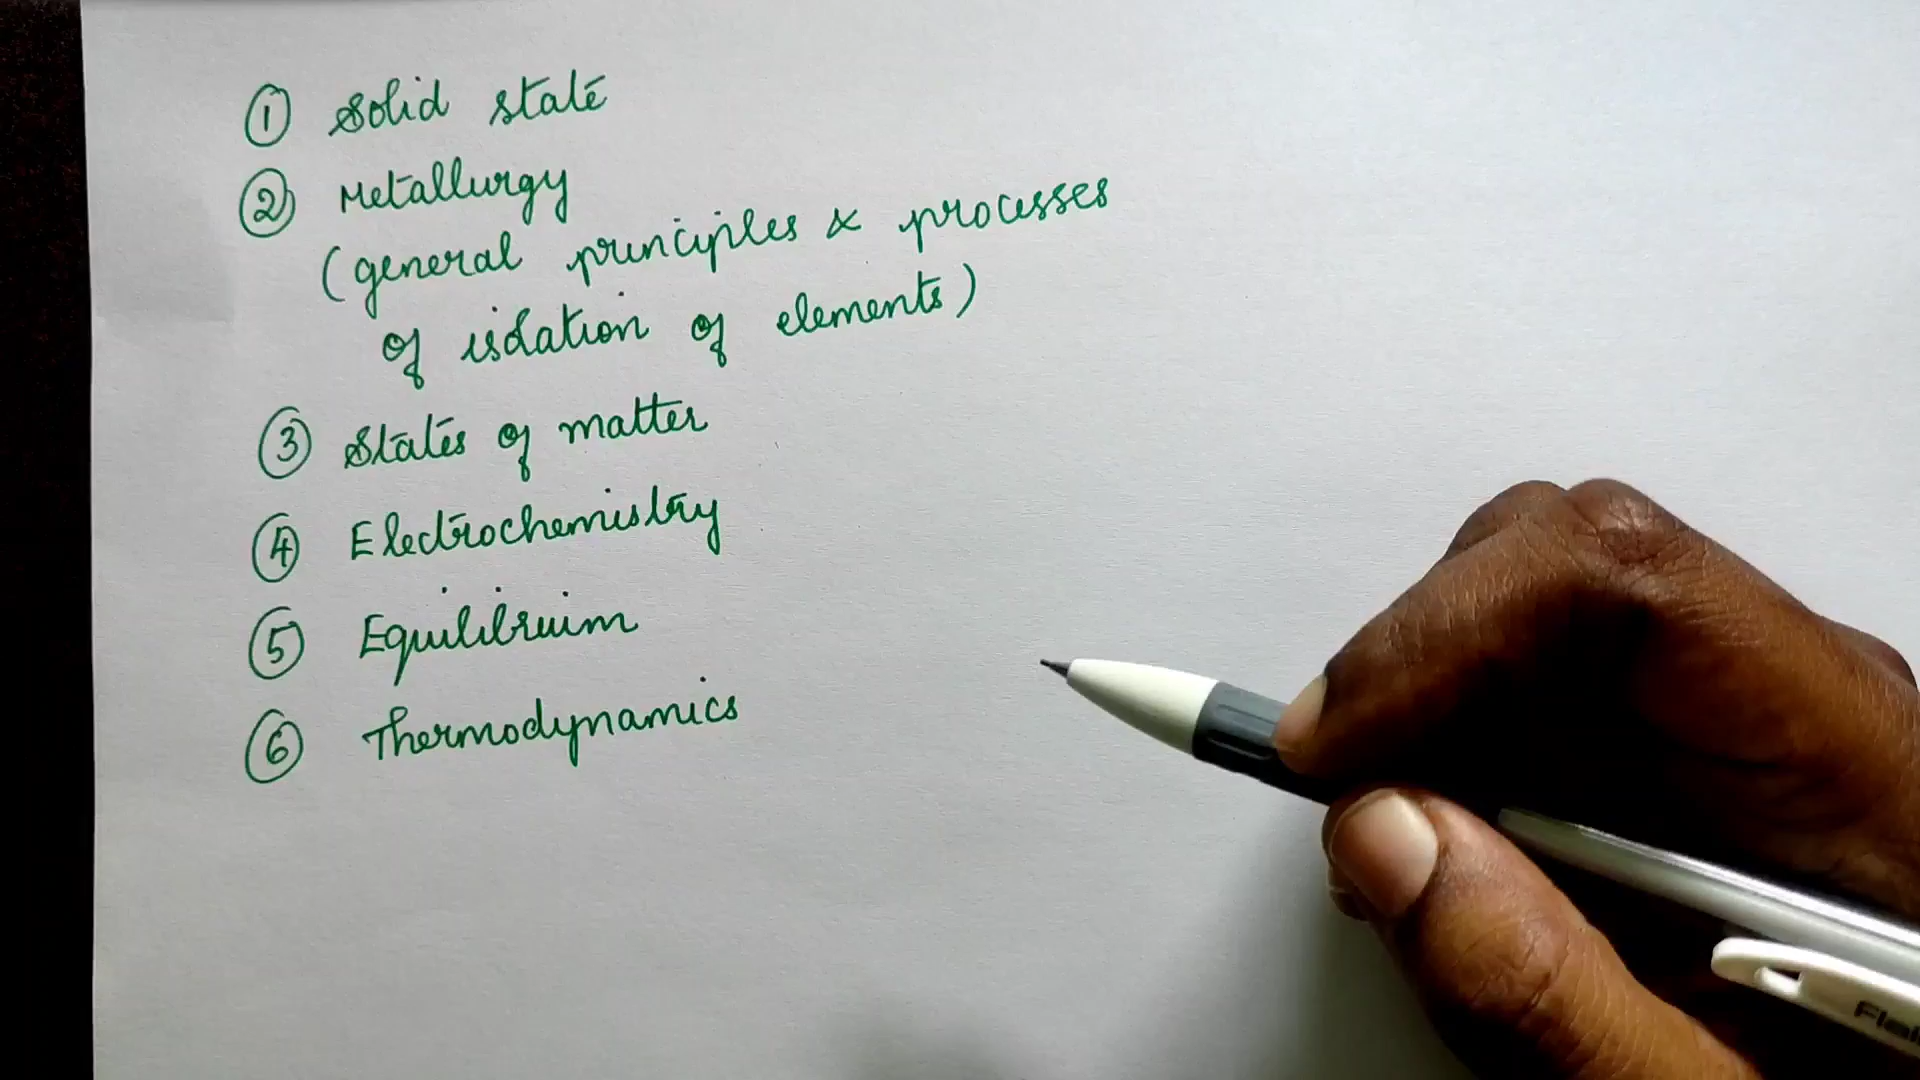 ① Solid state
② Metallurgy
(general principles & processes
of isolation of elements)
③ States of matter
④ Electrochemistry
⑤ Equilibrium
⑥ Thermodynamics